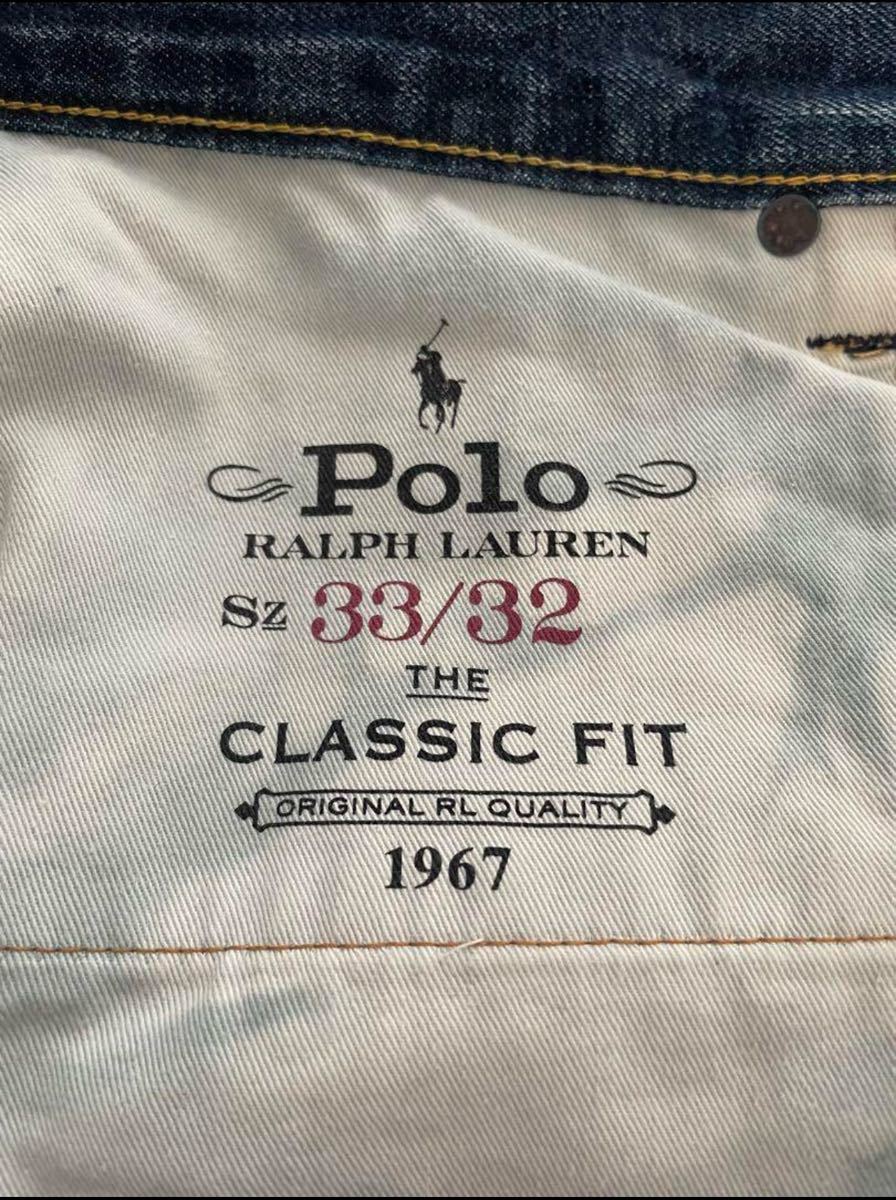 Polo
RALPH LAUREN
Sz 33/32
THE
CLASSIC FIT
ORIGINAL RL QUALITY
1967